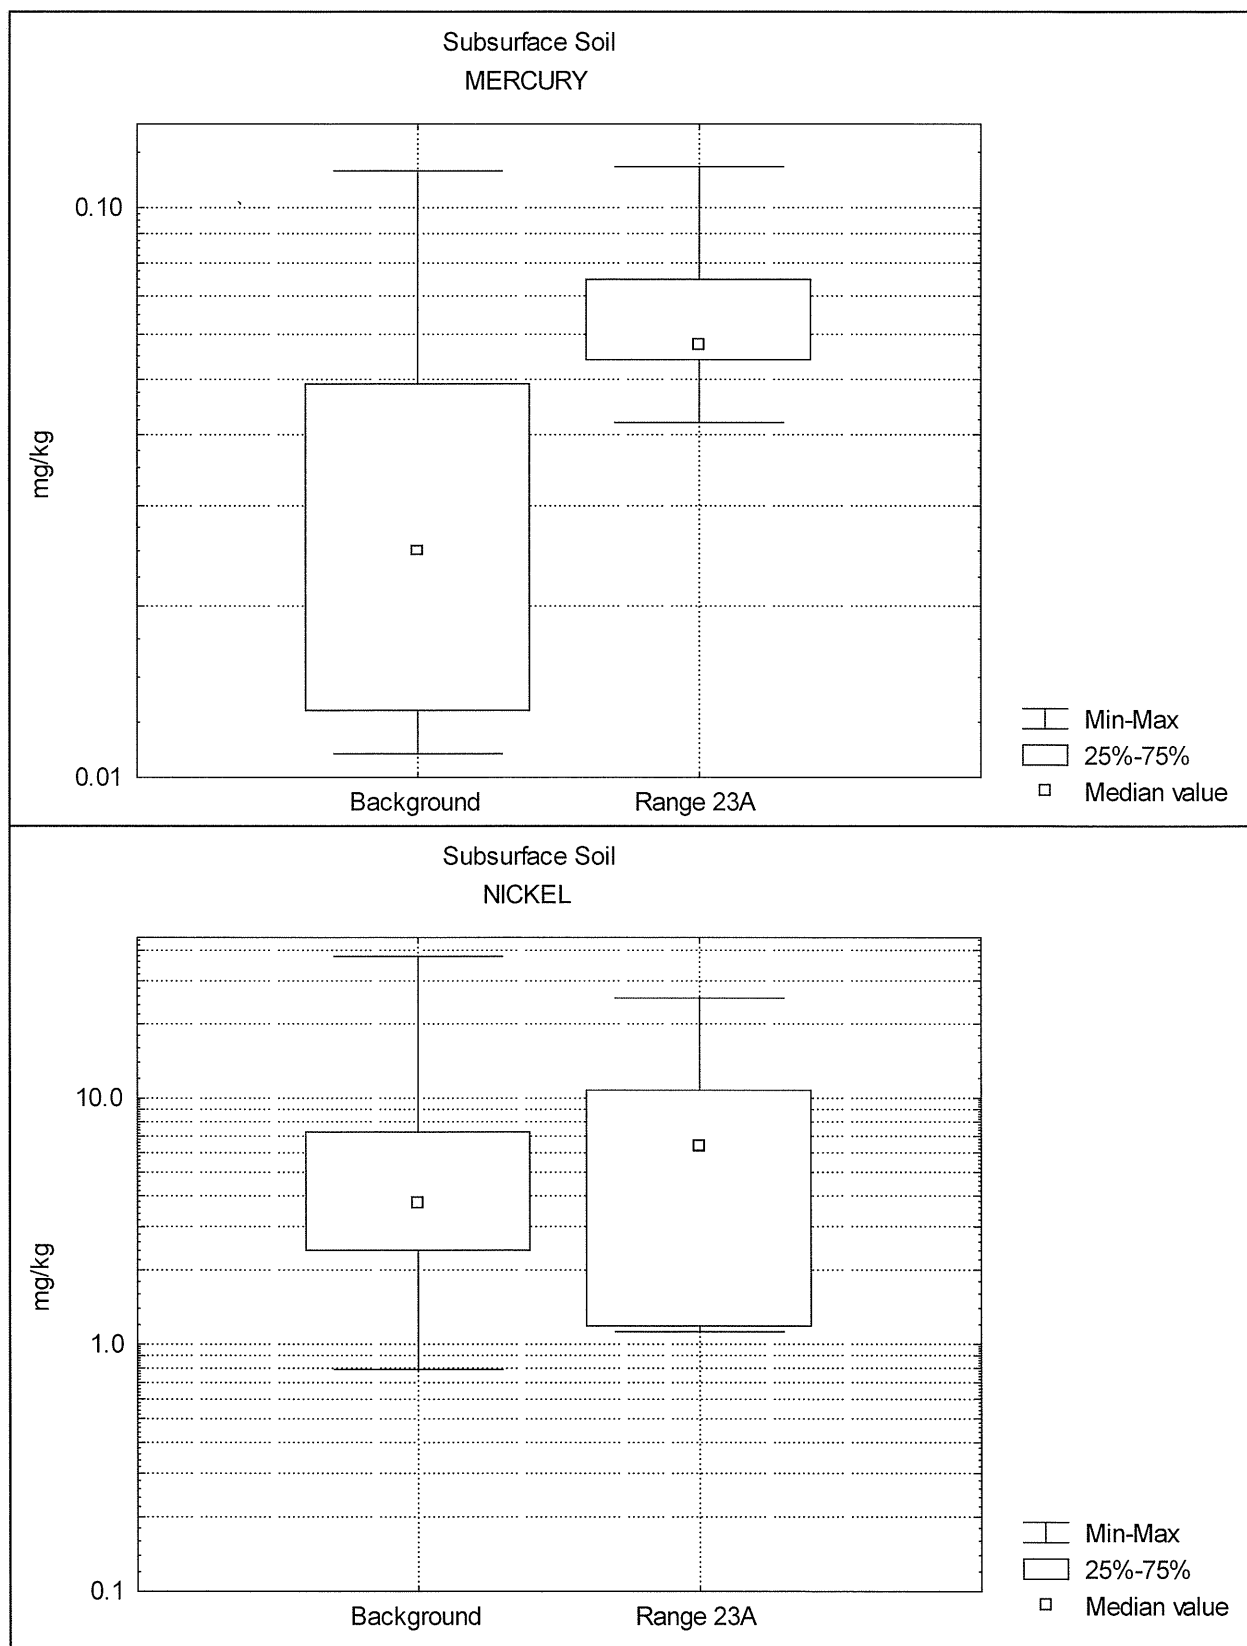 Subsurface Soil
MERCURY
0.10
mg/kg
0.01
Background
Range 23A
Min-Max
25%-75%
Median value
Subsurface Soil
NICKEL
10.0
mg/kg
1.0
0.1
Background
Range 23A
Min-Max
25%-75%
Median value